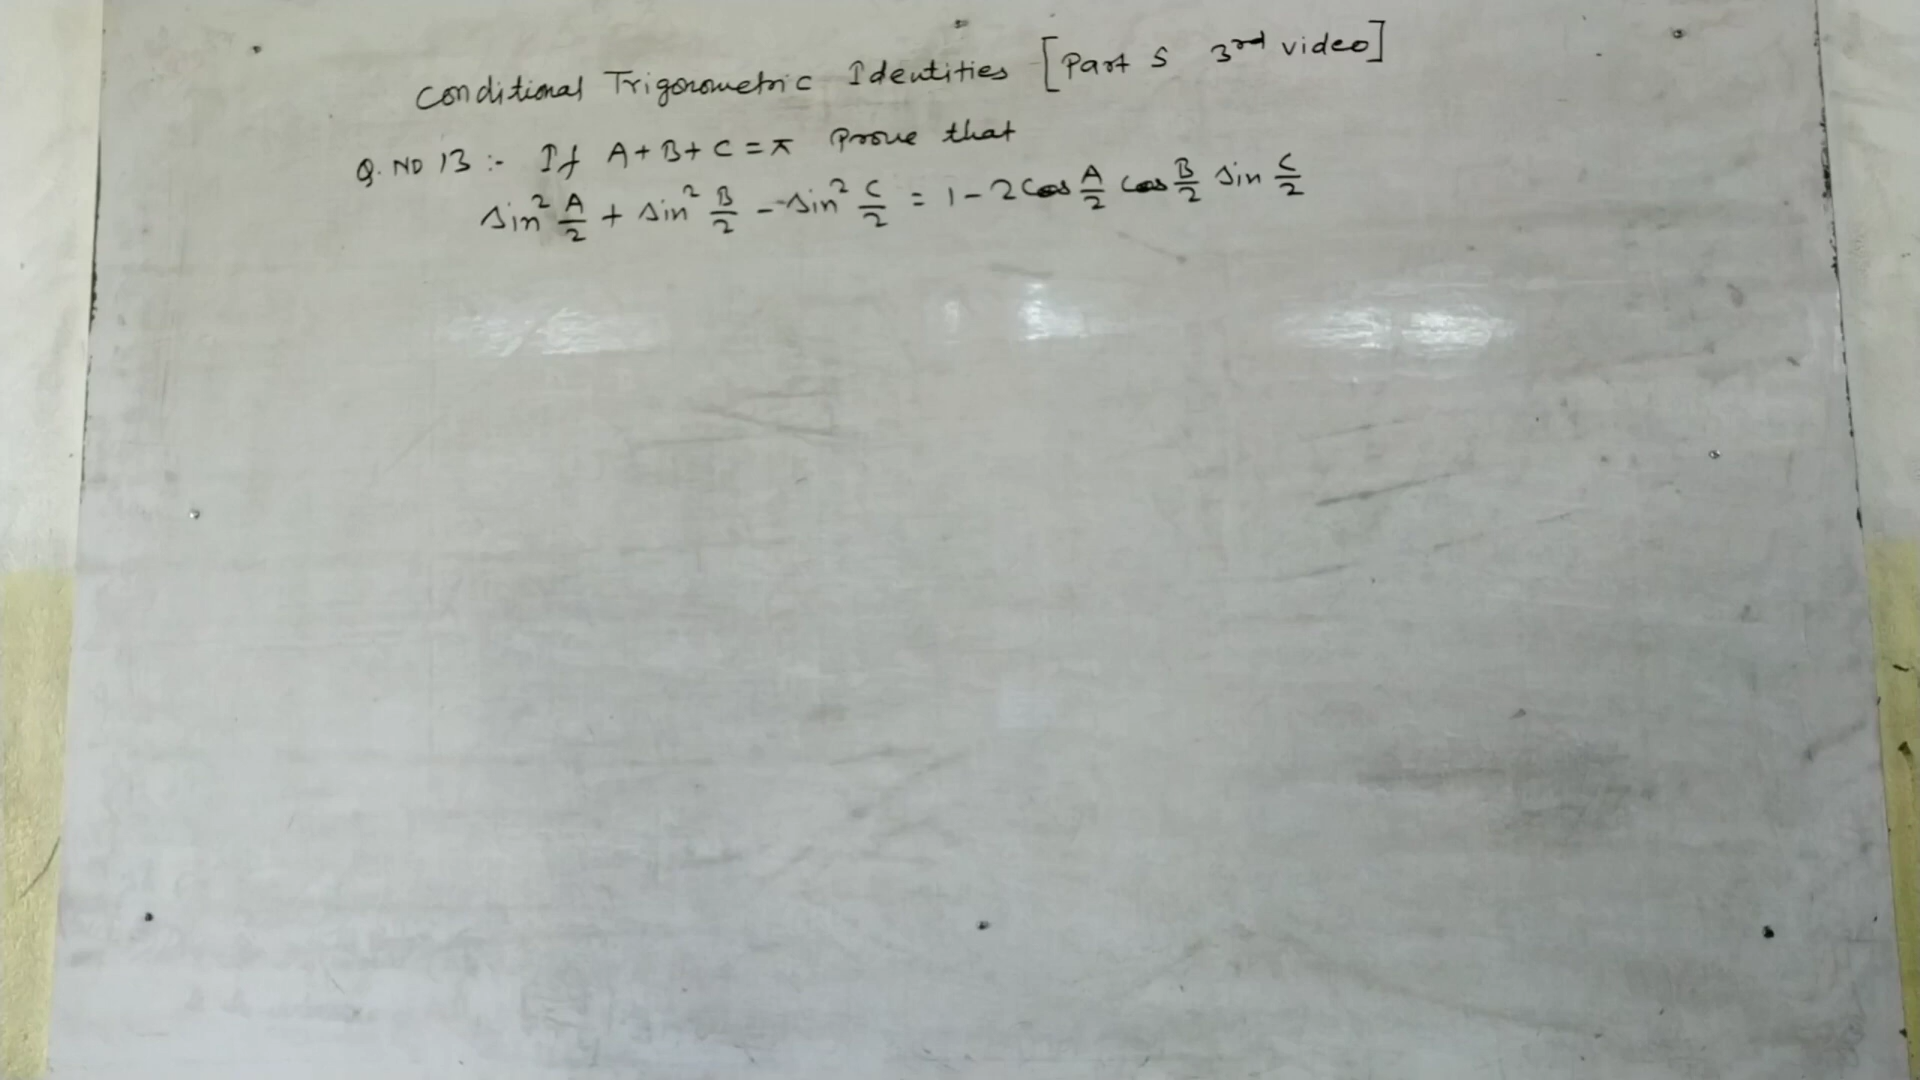 Conditional Trigonometric Identities [Part 5 3rd video]
Q. NO 13 :- If A+B+C=π Prove that
sin² A/2 + sin² B/2 - sin² C/2 = 1 - 2 cos A/2 cos B/2 sin C/2